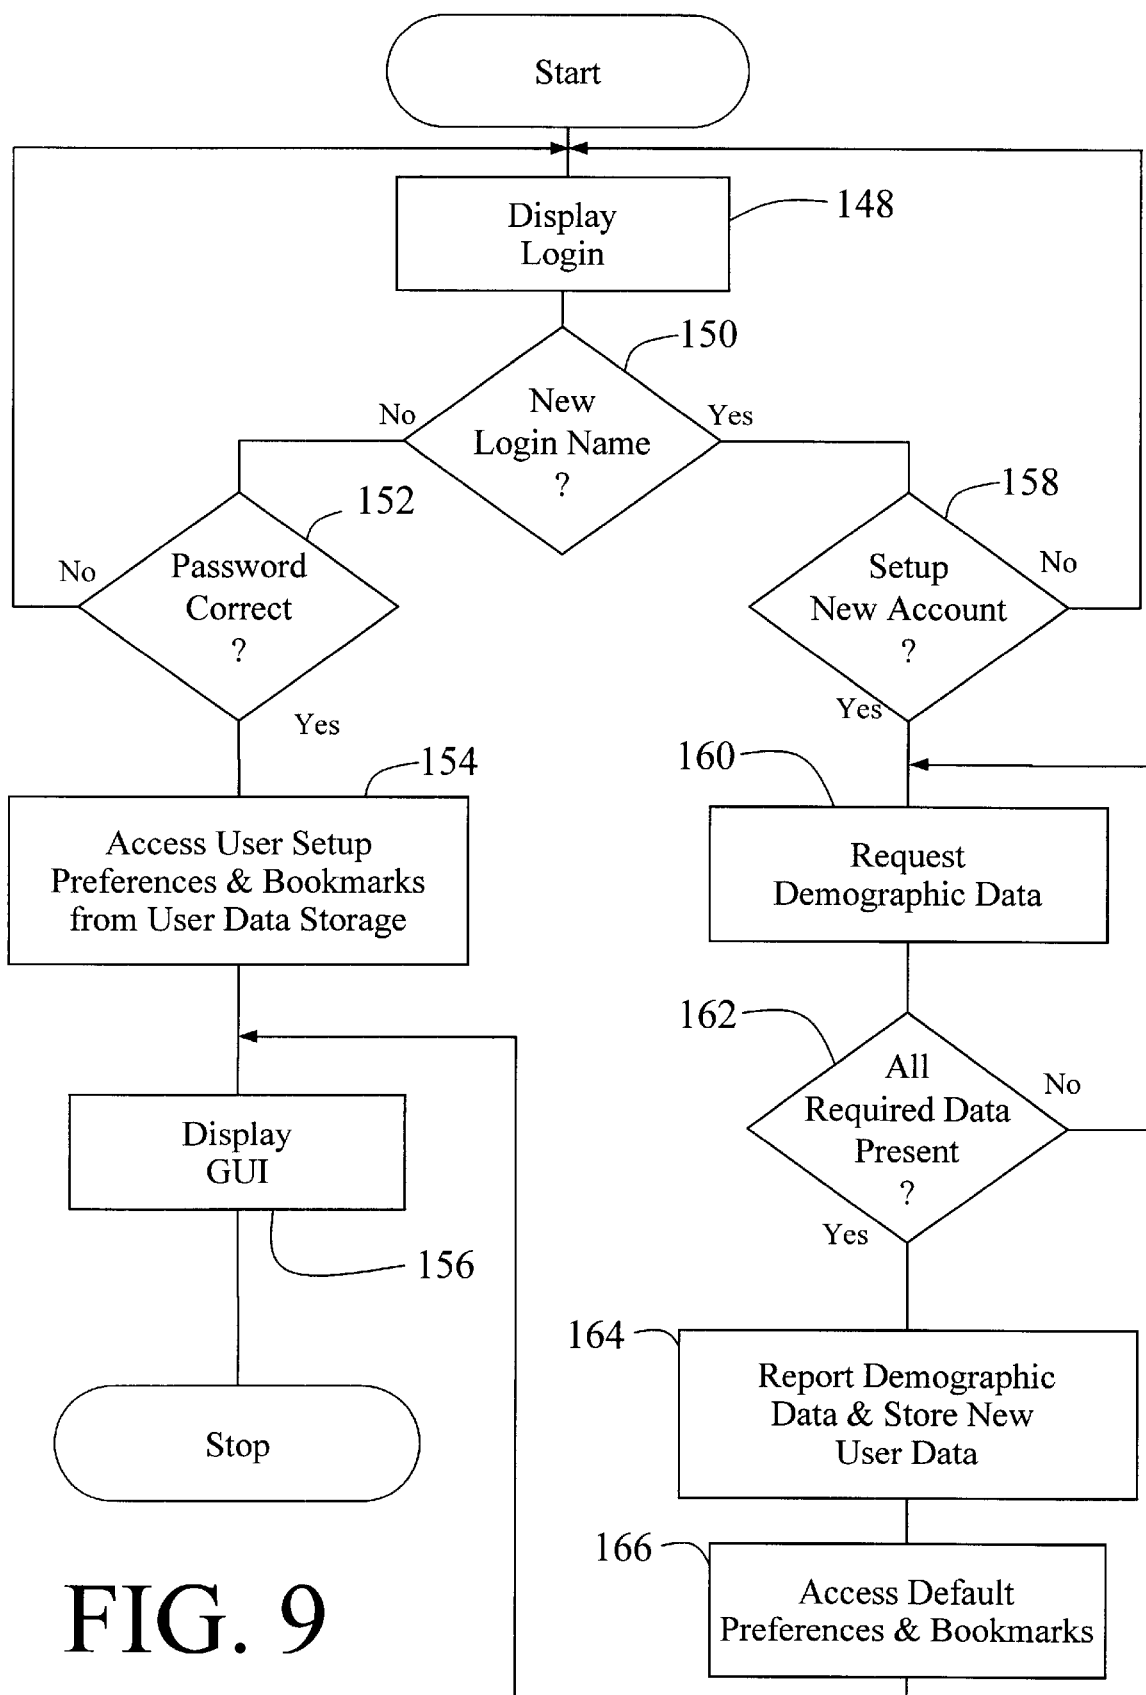 Start
Display
Login
148
150
New
Login Name
?
No
Yes
152
Password
Correct
?
No
Yes
158
Setup
New Account
?
No
Yes
154
Access User Setup
Preferences & Bookmarks
from User Data Storage
160
Request
Demographic Data
162
All
Required Data
Present
?
No
Yes
Display
GUI
156
164
Report Demographic
Data & Store New
User Data
Stop
166
Access Default
Preferences & Bookmarks
FIG. 9